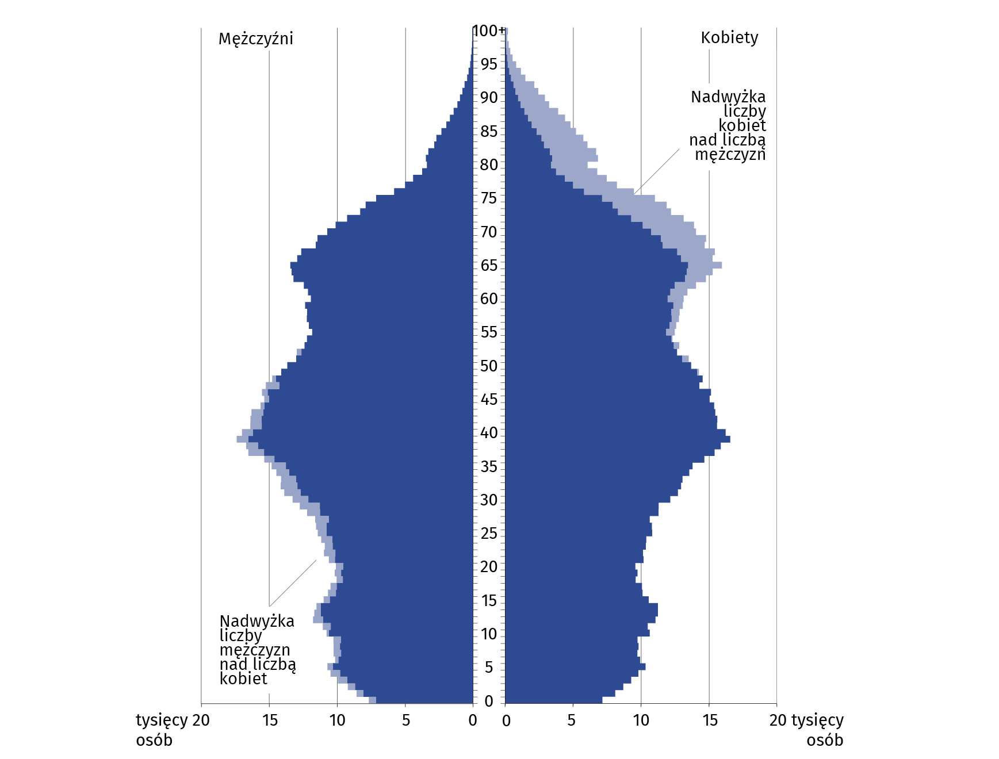 Mężczyźni
Kobiety
Nadwyżka
liczby
kobiet
nad liczbą
mężczyzn
100+
95
90
85
80
75
70
65
60
55
50
45
40
35
30
25
20
15
10
5
0
Nadwyżka
liczby
mężczyzn
nad liczbą
kobiet
tysięcy 20 15 10 5 0 0 5 10 15 20 tysięcy
osób osób